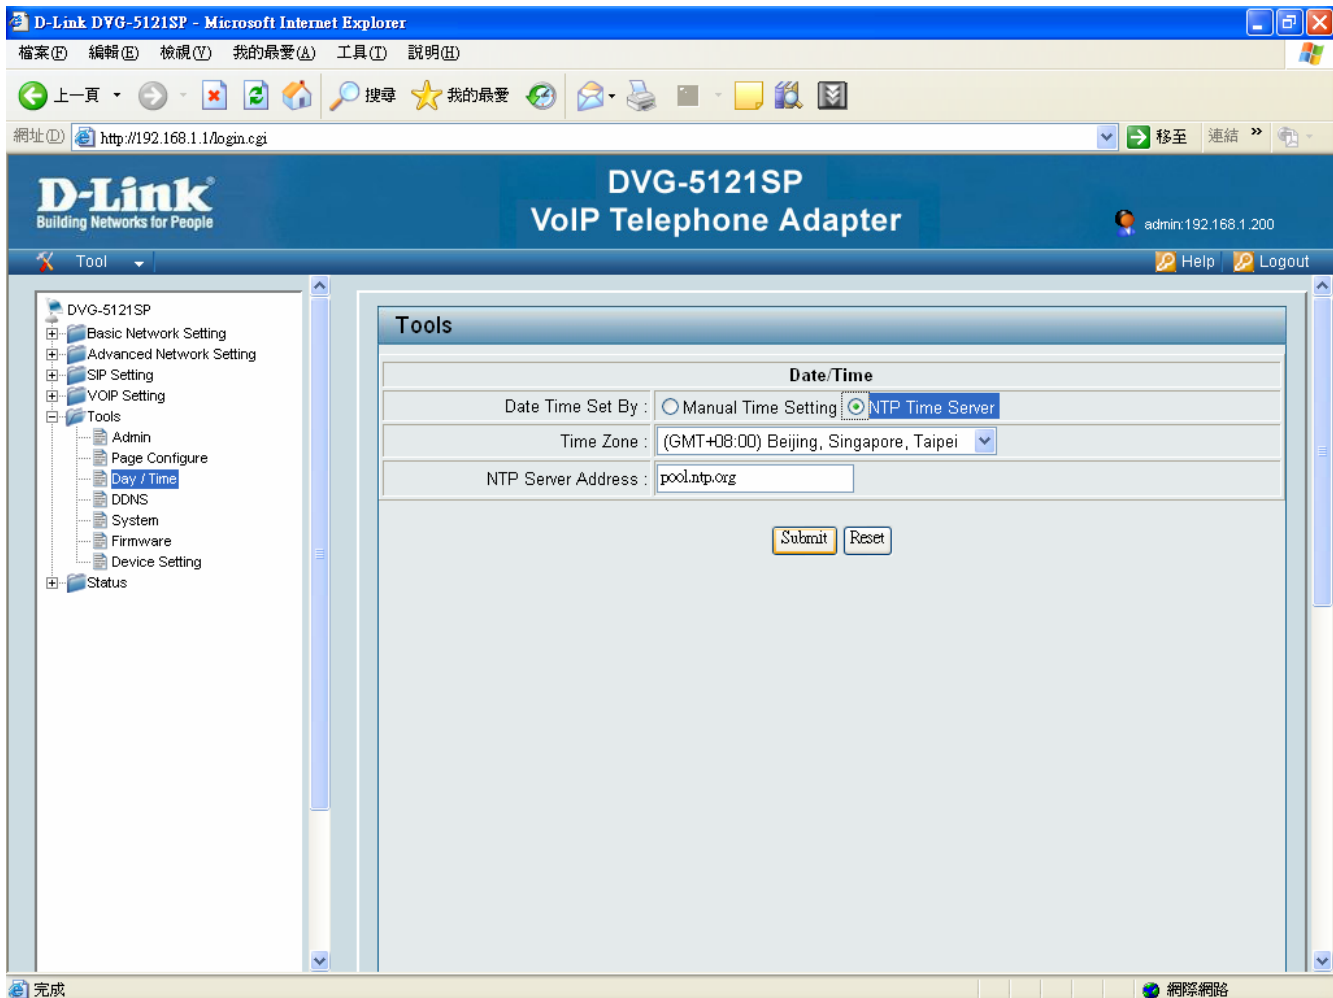 D-Link DVG-5121SP - Microsoft Internet Explorer
檔案(F) 編輯(E) 檢視(V) 我的最愛(A) 工具(T) 說明(H)
上一頁 搜尋 我的最愛
網址(D) http://192.168.1.1/login.cgi 移至 連結 »
D-Link®
Building Networks for People
DVG-5121SP
VoIP Telephone Adapter
admin:192.168.1.200
Tool Help Logout
DVG-5121SP
Basic Network Setting
Advanced Network Setting
SIP Setting
VOIP Setting
Tools
Admin
Page Configure
Day / Time
DDNS
System
Firmware
Device Setting
Status
Tools
Date/Time
Date Time Set By : Manual Time Setting NTP Time Server
Time Zone : (GMT+08:00) Beijing, Singapore, Taipei
NTP Server Address : pool.ntp.org
Submit Reset
完成 網際網路